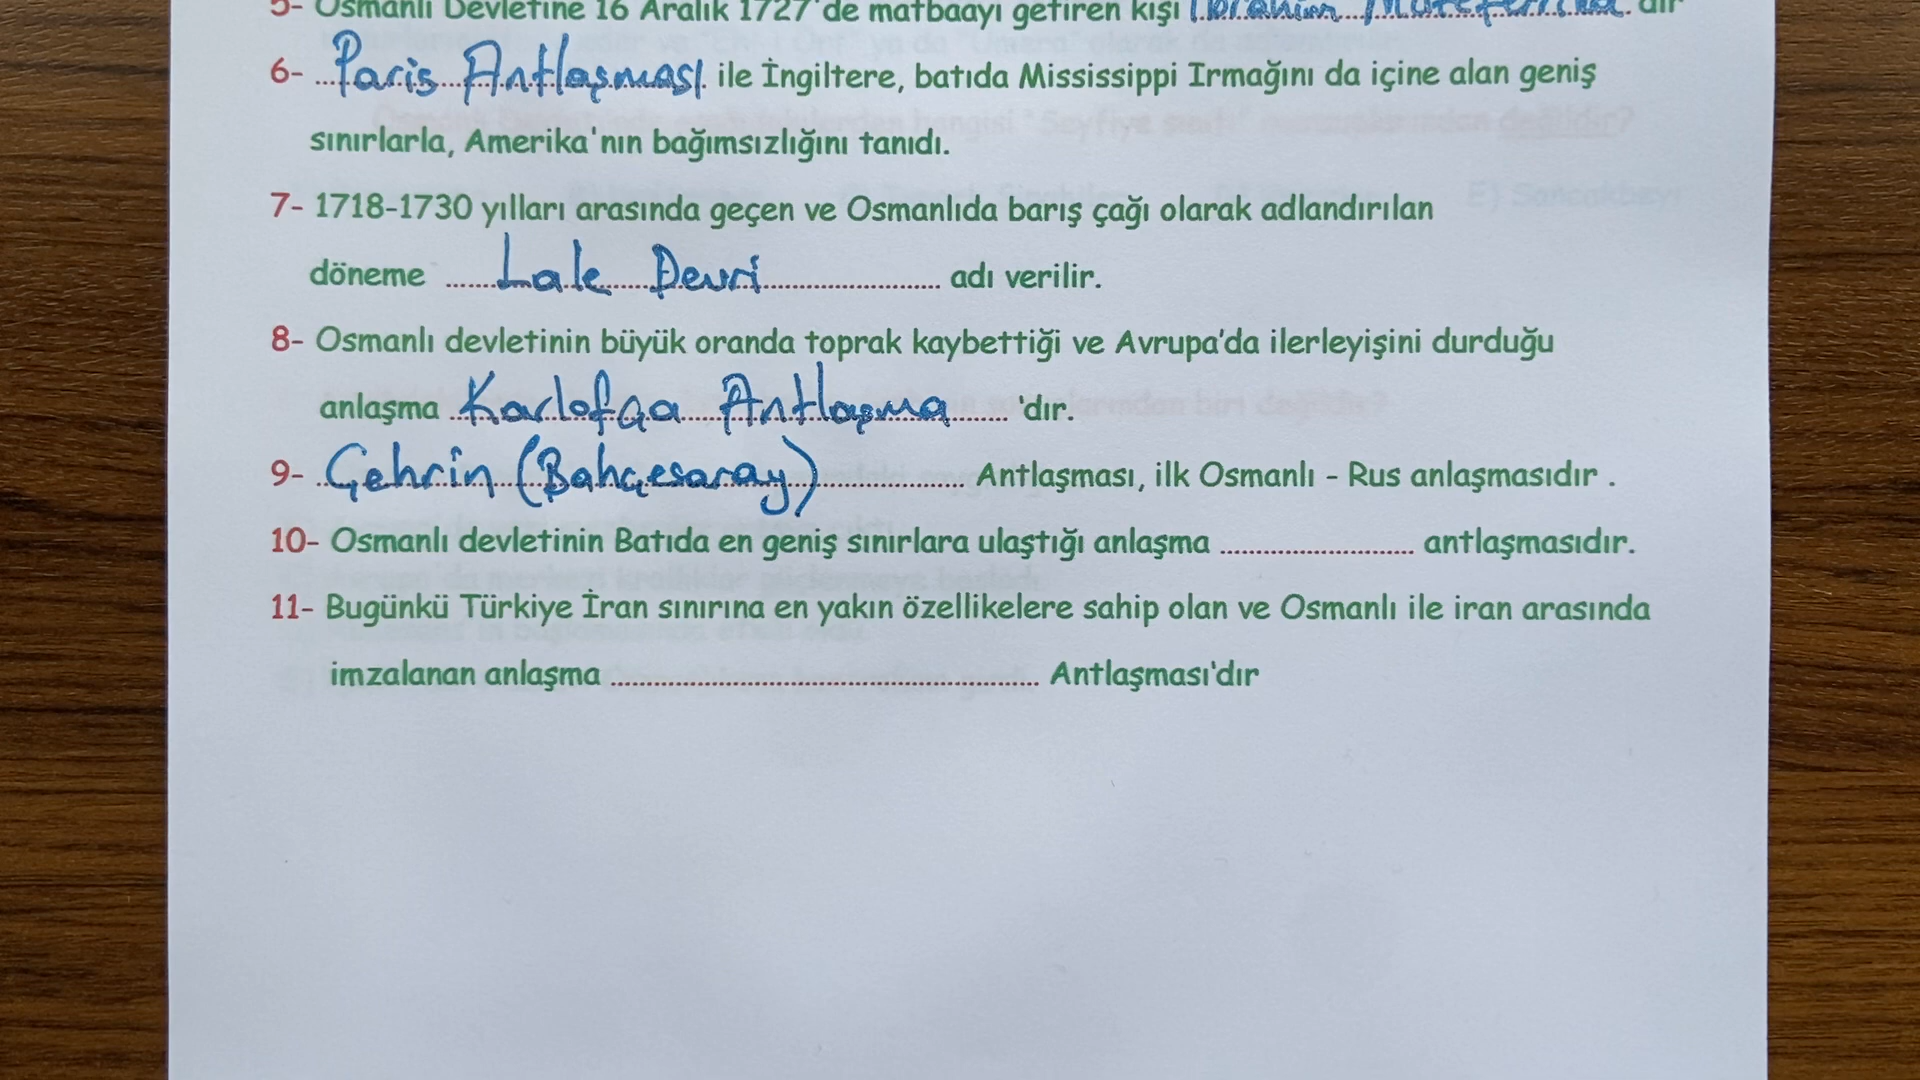 5- Osmanlı Devletine 16 Aralık 1727'de matbaayı getiren kişi İbrahim Müteferrika dır
6- Paris Antlaşması ile İngiltere, batıda Mississippi Irmağını da içine alan geniş
sınırlarla, Amerika'nın bağımsızlığını tanıdı.
7- 1718-1730 yılları arasında geçen ve Osmanlıda barış çağı olarak adlandırılan
döneme ......Lale Devri...................... adı verilir.
8- Osmanlı devletinin büyük oranda toprak kaybettiği ve Avrupa'da ilerleyişini durduğu
anlaşma Karlofça Antlaşma ........ 'dır.
9- Çehrin (Bahçesaray) .................... Antlaşması, ilk Osmanlı - Rus anlaşmasıdır .
10- Osmanlı devletinin Batıda en geniş sınırlara ulaştığı anlaşma .......................... antlaşmasıdır.
11- Bugünkü Türkiye İran sınırına en yakın özellikelere sahip olan ve Osmanlı ile iran arasında
imzalanan anlaşma .......................................................... Antlaşması'dır